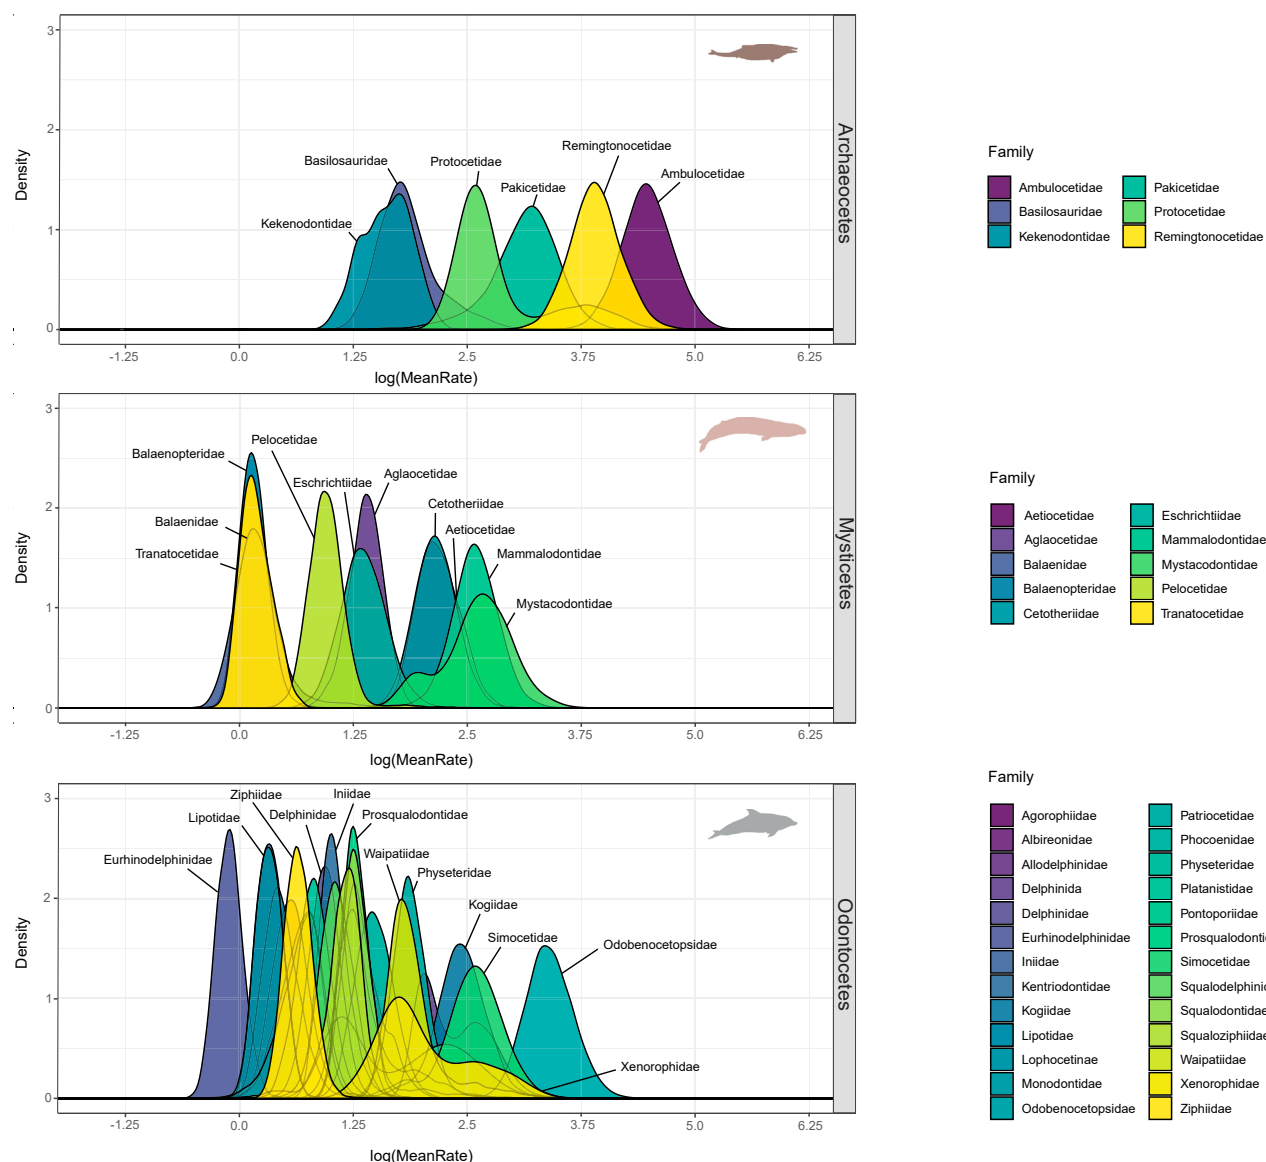 3
2
1
0
Density
Basilosauridae
Protocetidae
Remingtonocetidae
Pakicetidae
Ambulocetidae
Kekenodontidae
Archaeocetes
-1.25 0.0 1.25 2.5 3.75 5.0 6.25
log(MeanRate)
Family
Ambulocetidae Pakicetidae
Basilosauridae Protocetidae
Kekenodontidae Remingtonocetidae
3
2
1
0
Density
Pelocetidae
Balaenopteridae
Eschrichtiidae
Aglaocetidae
Cetotheriidae
Balaenidae
Aetiocetidae
Tranatocetidae
Mammalodontidae
Mystacodontidae
Mysticetes
-1.25 0.0 1.25 2.5 3.75 5.0 6.25
log(MeanRate)
Family
Aetiocetidae Eschrichtiidae
Aglaocetidae Mammalodontidae
Balaenidae Mystacodontidae
Balaenopteridae Pelocetidae
Cetotheriidae Tranatocetidae
3
2
1
0
Density
Ziphiidae
Iniidae
Lipotidae
Delphinidae
Prosqualodontidae
Eurhinodelphinidae
Waipatiidae
Physeteridae
Kogiidae
Simocetidae
Odobenocetopsidae
Xenorophidae
Odontocetes
-1.25 0.0 1.25 2.5 3.75 5.0 6.25
log(MeanRate)
Family
Agorophiidae Patriocetidae
Albireonidae Phocoenidae
Allodelphinidae Physeteridae
Delphinida Platanistidae
Delphinidae Pontoporiidae
Eurhinodelphinidae Prosqualodonti
Iniidae Simocetidae
Kentriodontidae Squalodelphini
Kogiidae Squalodontidae
Lipotidae Squaloziphiidae
Lophocetinae Waipatiidae
Monodontidae Xenorophidae
Odobenocetopsidae Ziphiidae